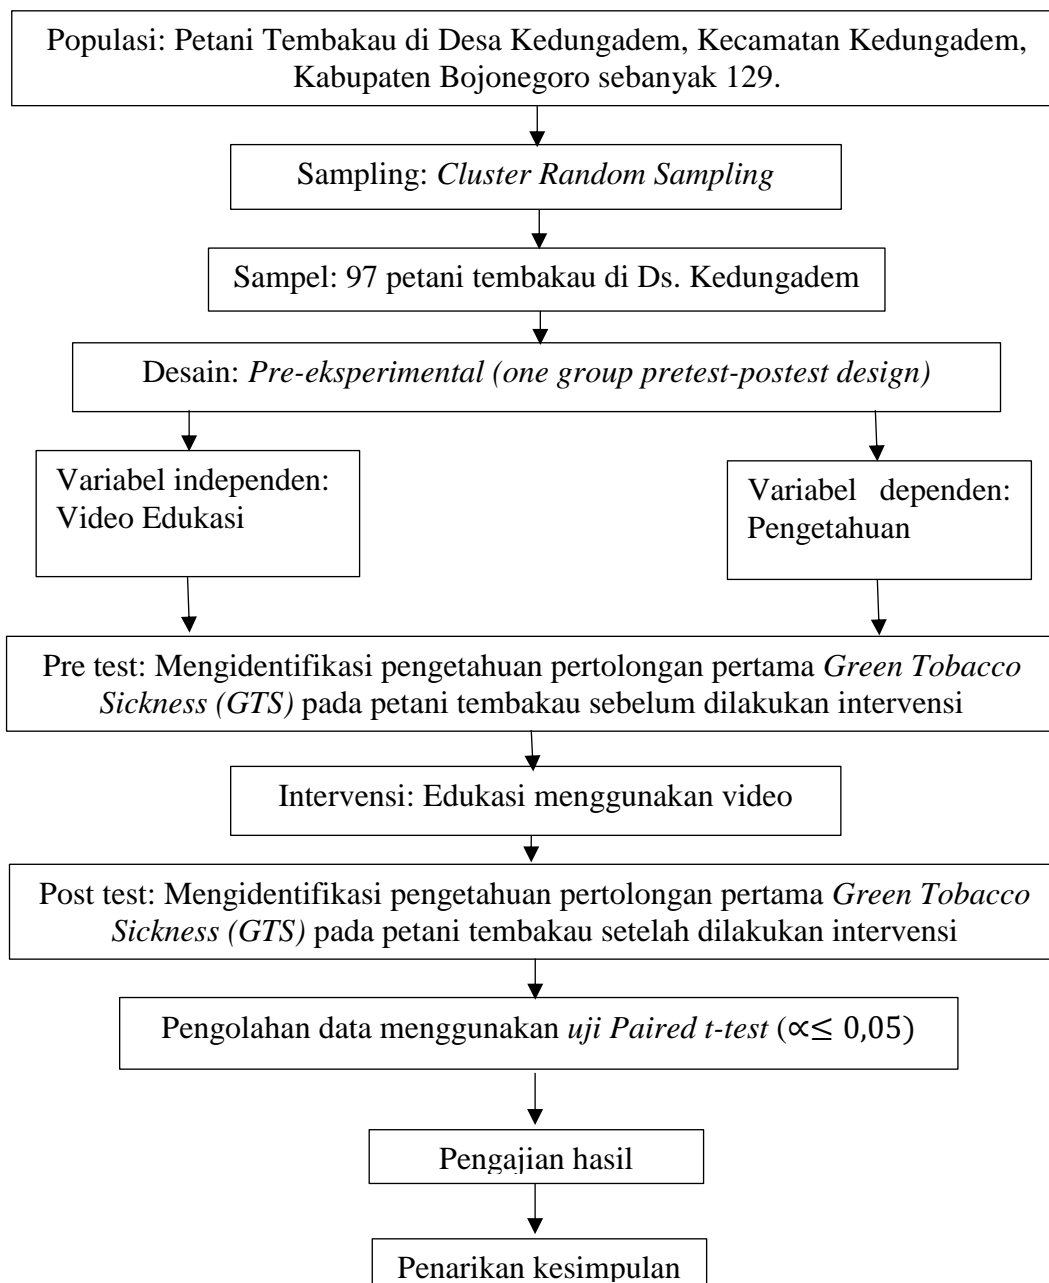 Populasi: Petani Tembakau di Desa Kedungadem, Kecamatan Kedungadem,
Kabupaten Bojonegoro sebanyak 129.
Sampling: Cluster Random Sampling
Sampel: 97 petani tembakau di Ds. Kedungadem
Desain: Pre-eksperimental (one group pretest-postest design)
Variabel independen:
Video Edukasi
Variabel dependen:
Pengetahuan
Pre test: Mengidentifikasi pengetahuan pertolongan pertama Green Tobacco
Sickness (GTS) pada petani tembakau sebelum dilakukan intervensi
Intervensi: Edukasi menggunakan video
Post test: Mengidentifikasi pengetahuan pertolongan pertama Green Tobacco
Sickness (GTS) pada petani tembakau setelah dilakukan intervensi
Pengolahan data menggunakan uji Paired t-test (∝≤ 0,05)
Pengajian hasil
Penarikan kesimpulan